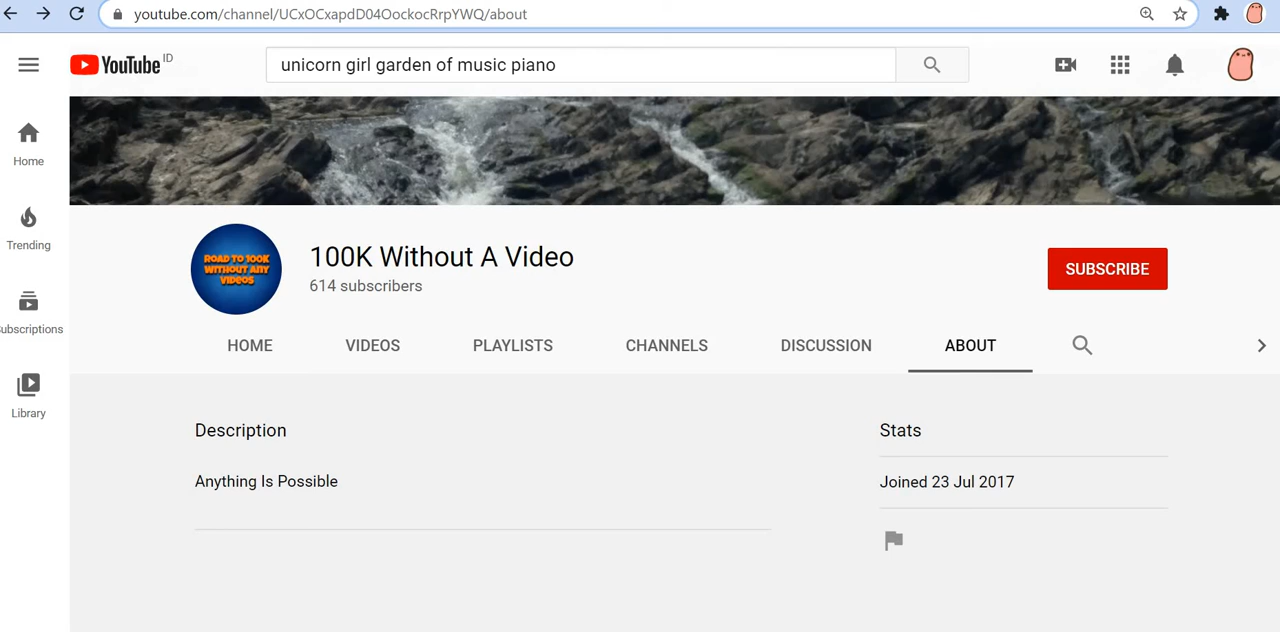 youtube.com/channel/UCxOCxapdD04OockocRrpYWQ/about
YouTube ID
unicorn girl garden of music piano
Home
Trending
ubscriptions
Library
ROAD TO 100K
WITHOUT ANY
VIDEOS
100K Without A Video
614 subscribers
SUBSCRIBE
HOME VIDEOS PLAYLISTS CHANNELS DISCUSSION ABOUT
Description
Anything Is Possible
Stats
Joined 23 Jul 2017